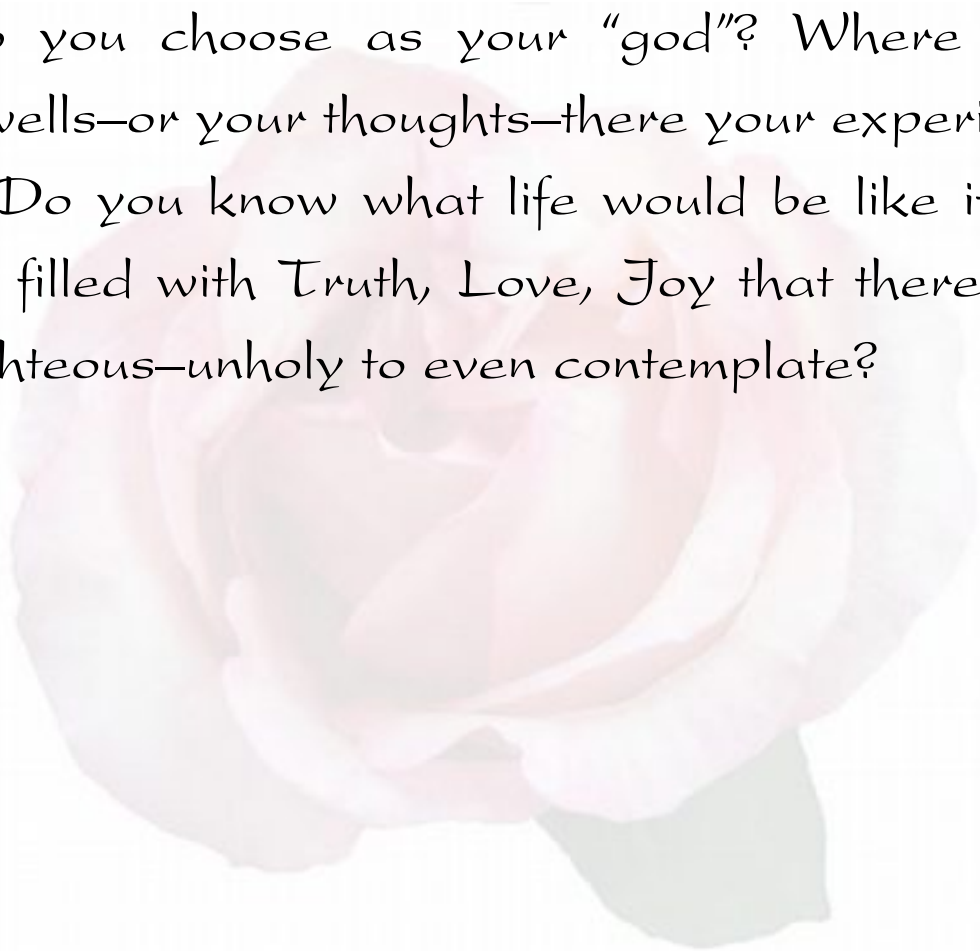 you choose as your “god”? Where
wells—or your thoughts—there your experi
Do you know what life would be like if
filled with Truth, Love, Joy that there
hteous—unholy to even contemplate?